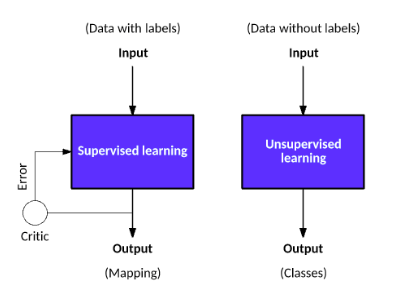 (Data with labels)
Input
Supervised learning
Error
Critic
Output
(Mapping)
(Data without labels)
Input
Unsupervised
learning
Output
(Classes)